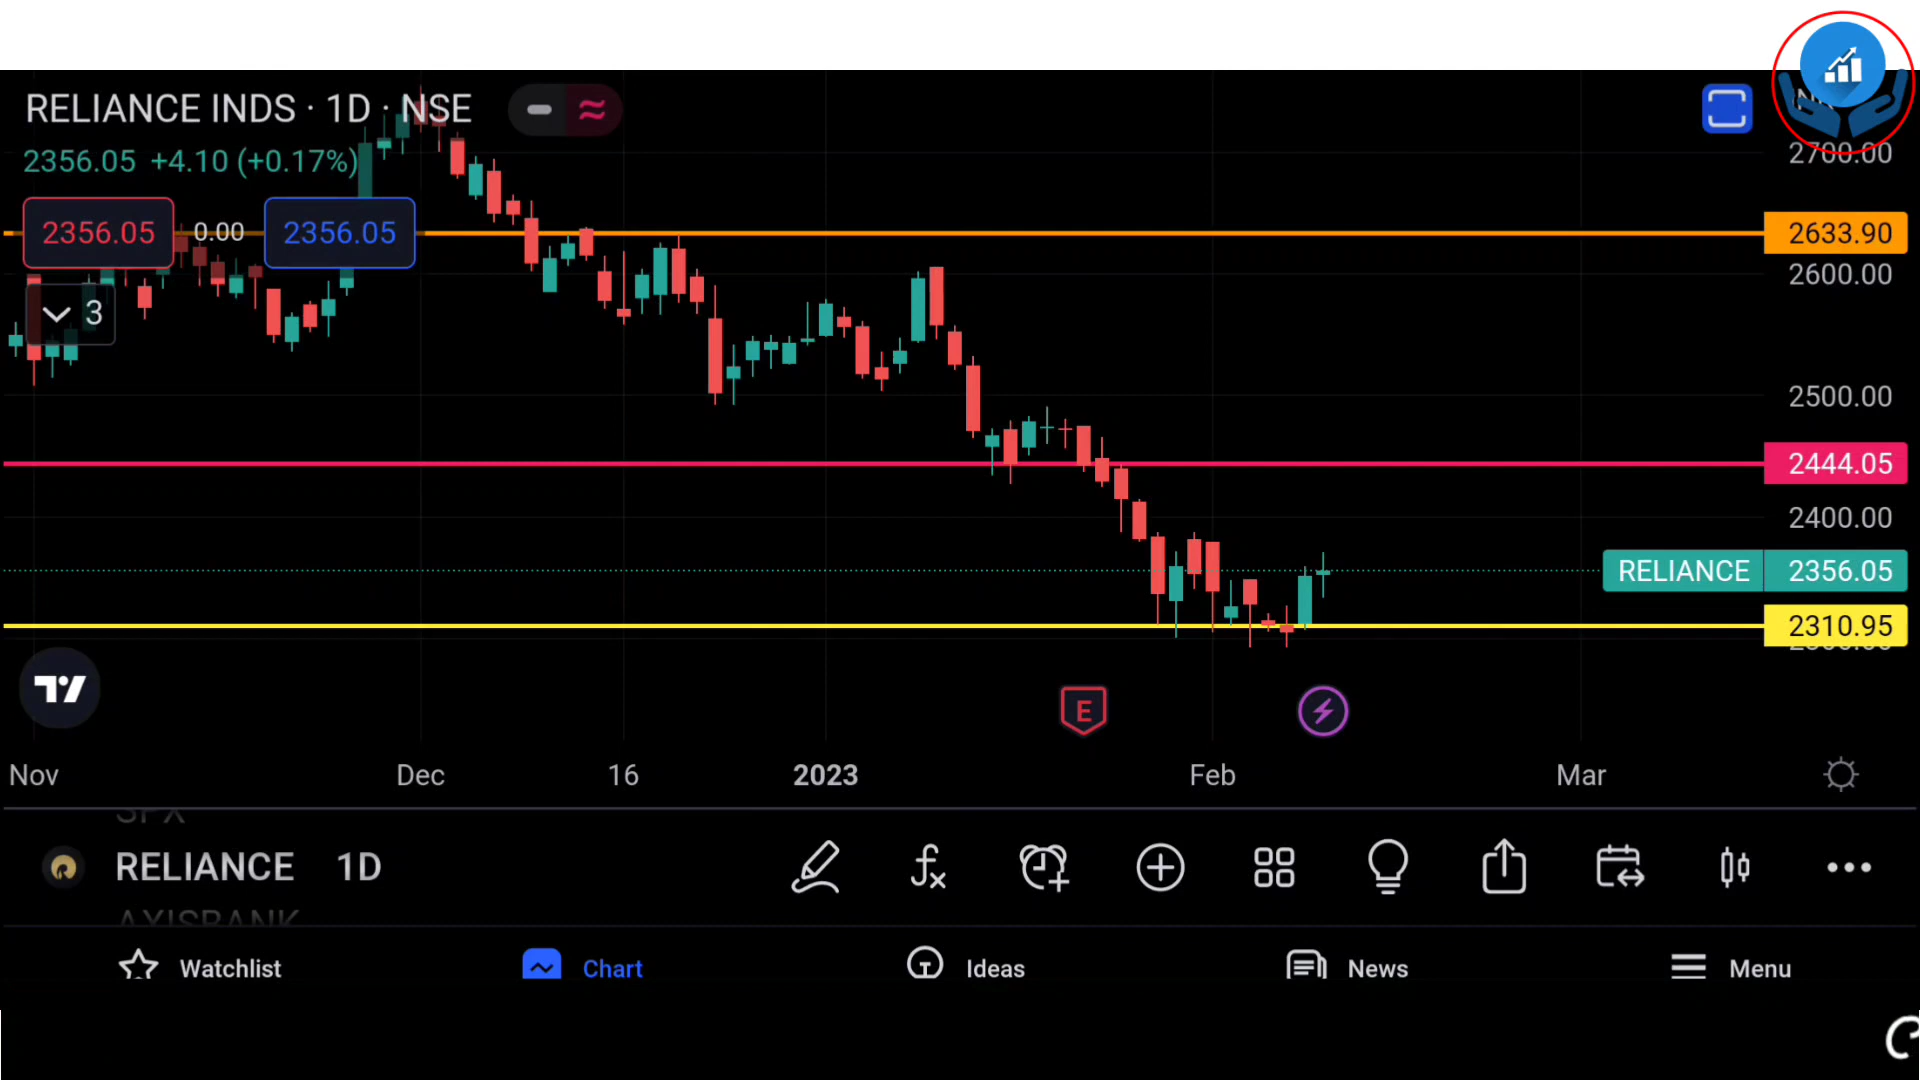 RELIANCE INDS · 1D · NSE
2356.05 +4.10 (+0.17%)
2356.05 0.00 2356.05
3
2700.00
2633.90
2600.00
2500.00
2444.05
2400.00
RELIANCE 2356.05
2310.95
E
Nov Dec 16 2023 Feb Mar
SPX
RELIANCE 1D
AXISBANK
Watchlist Chart Ideas News Menu